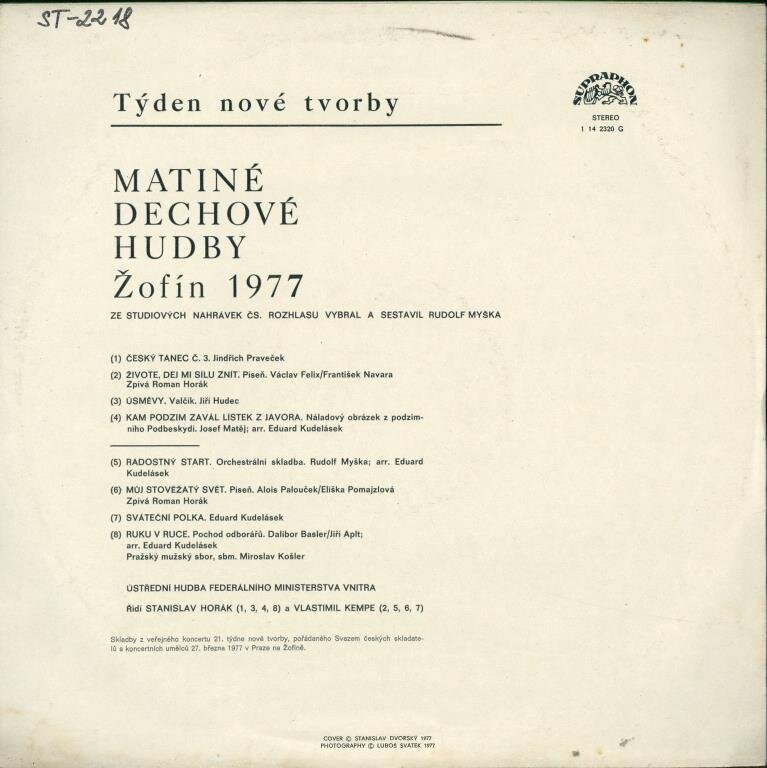 ST-2218
Týden nové tvorby
SUPRAPHON
STEREO
1 14 2320 G
MATINÉ
DECHOVÉ
HUDBY
Žofín 1977
ZE STUDIOVÝCH NAHRÁVEK ČS. ROZHLASU VYBRAL A SESTAVIL RUDOLF MYŠKA
(1) ČESKÝ TANEC Č. 3. Jindřich Praveček
(2) ŽIVOTE, DEJ MI SÍLU ZNÍT. Píseň. Václav Felix/František Navara
Zpívá Roman Horák
(3) ÚSMĚVY. Valčík. Jiří Hudec
(4) KAM PODZIM ZAVÁL LÍSTEK Z JAVORA. Náladový obrázek z podzim-
ního Podbeskydí. Josef Matěj; arr. Eduard Kudelásek
(5) RADOSTNÝ START. Orchestrální skladba. Rudolf Myška; arr. Eduard
Kudelásek
(6) MŮJ STOVĚŽATÝ SVĚT. Píseň. Alois Palouček/Eliška Pomajzlová
Zpívá Roman Horák
(7) SVÁTEČNÍ POLKA. Eduard Kudelásek
(8) RUKU V RUCE. Pochod odborářů. Dalibor Basler/Jiří Aplt;
arr. Eduard Kudelásek
Pražský mužský sbor, sbm. Miroslav Košler
ÚSTŘEDNÍ HUDBA FEDERÁLNÍHO MINISTERSTVA VNITRA
Řídí STANISLAV HORÁK (1, 3, 4, 8) a VLASTIMIL KEMPE (2, 5, 6, 7)
Skladby z veřejného koncertu 21. týdne nové tvorby, pořádaného Svazem českých skladate-
lů a koncertních umělců 27. března 1977 v Praze na Žofíně.
COVER © STANISLAV DVORSKÝ 1977
PHOTOGRAPHY © ĽUBOŠ SVÁTEK 1977